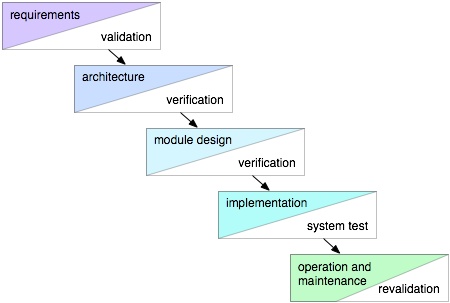 requirements
validation
architecture
verification
module design
verification
implementation
system test
operation and
maintenance
revalidation